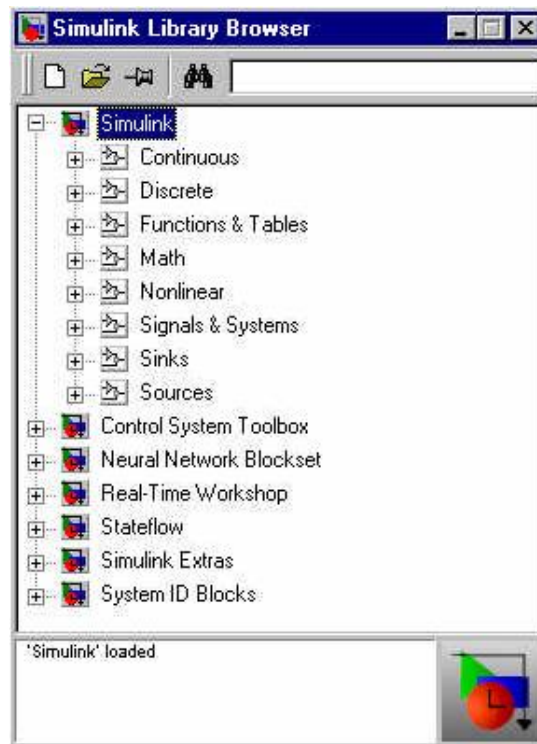 Simulink Library Browser
Simulink
Continuous
Discrete
Functions & Tables
Math
Nonlinear
Signals & Systems
Sinks
Sources
Control System Toolbox
Neural Network Blockset
Real-Time Workshop
Stateflow
Simulink Extras
System ID Blocks
'Simulink' loaded